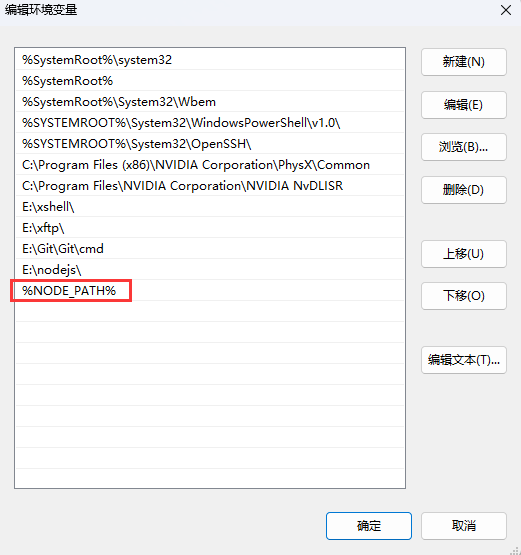 编辑环境变量
%SystemRoot%\system32
%SystemRoot%
%SystemRoot%\System32\Wbem
%SYSTEMROOT%\System32\WindowsPowerShell\v1.0\
%SYSTEMROOT%\System32\OpenSSH\
C:\Program Files (x86)\NVIDIA Corporation\PhysX\Common
C:\Program Files\NVIDIA Corporation\NVIDIA NvDLISR
E:\xshell\
E:\xftp\
E:\Git\Git\cmd
E:\nodejs\
%NODE_PATH%
新建(N)
编辑(E)
浏览(B)...
删除(D)
上移(U)
下移(O)
编辑文本(T)...
确定
取消